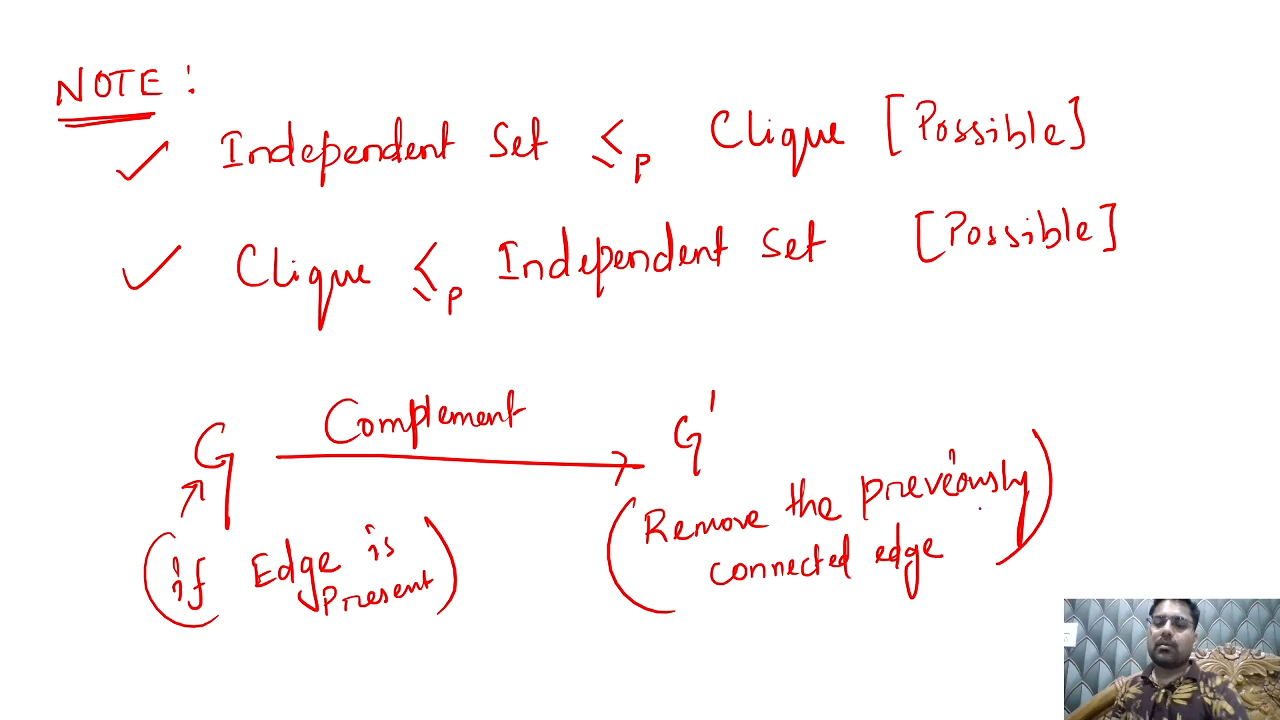 NOTE :
✓ Independent Set ≤p Clique [Possible]
✓ Clique ≤p Independent Set [Possible]
G Complement G'
(if Edge is Present)
(Remove the previously
connected edge)